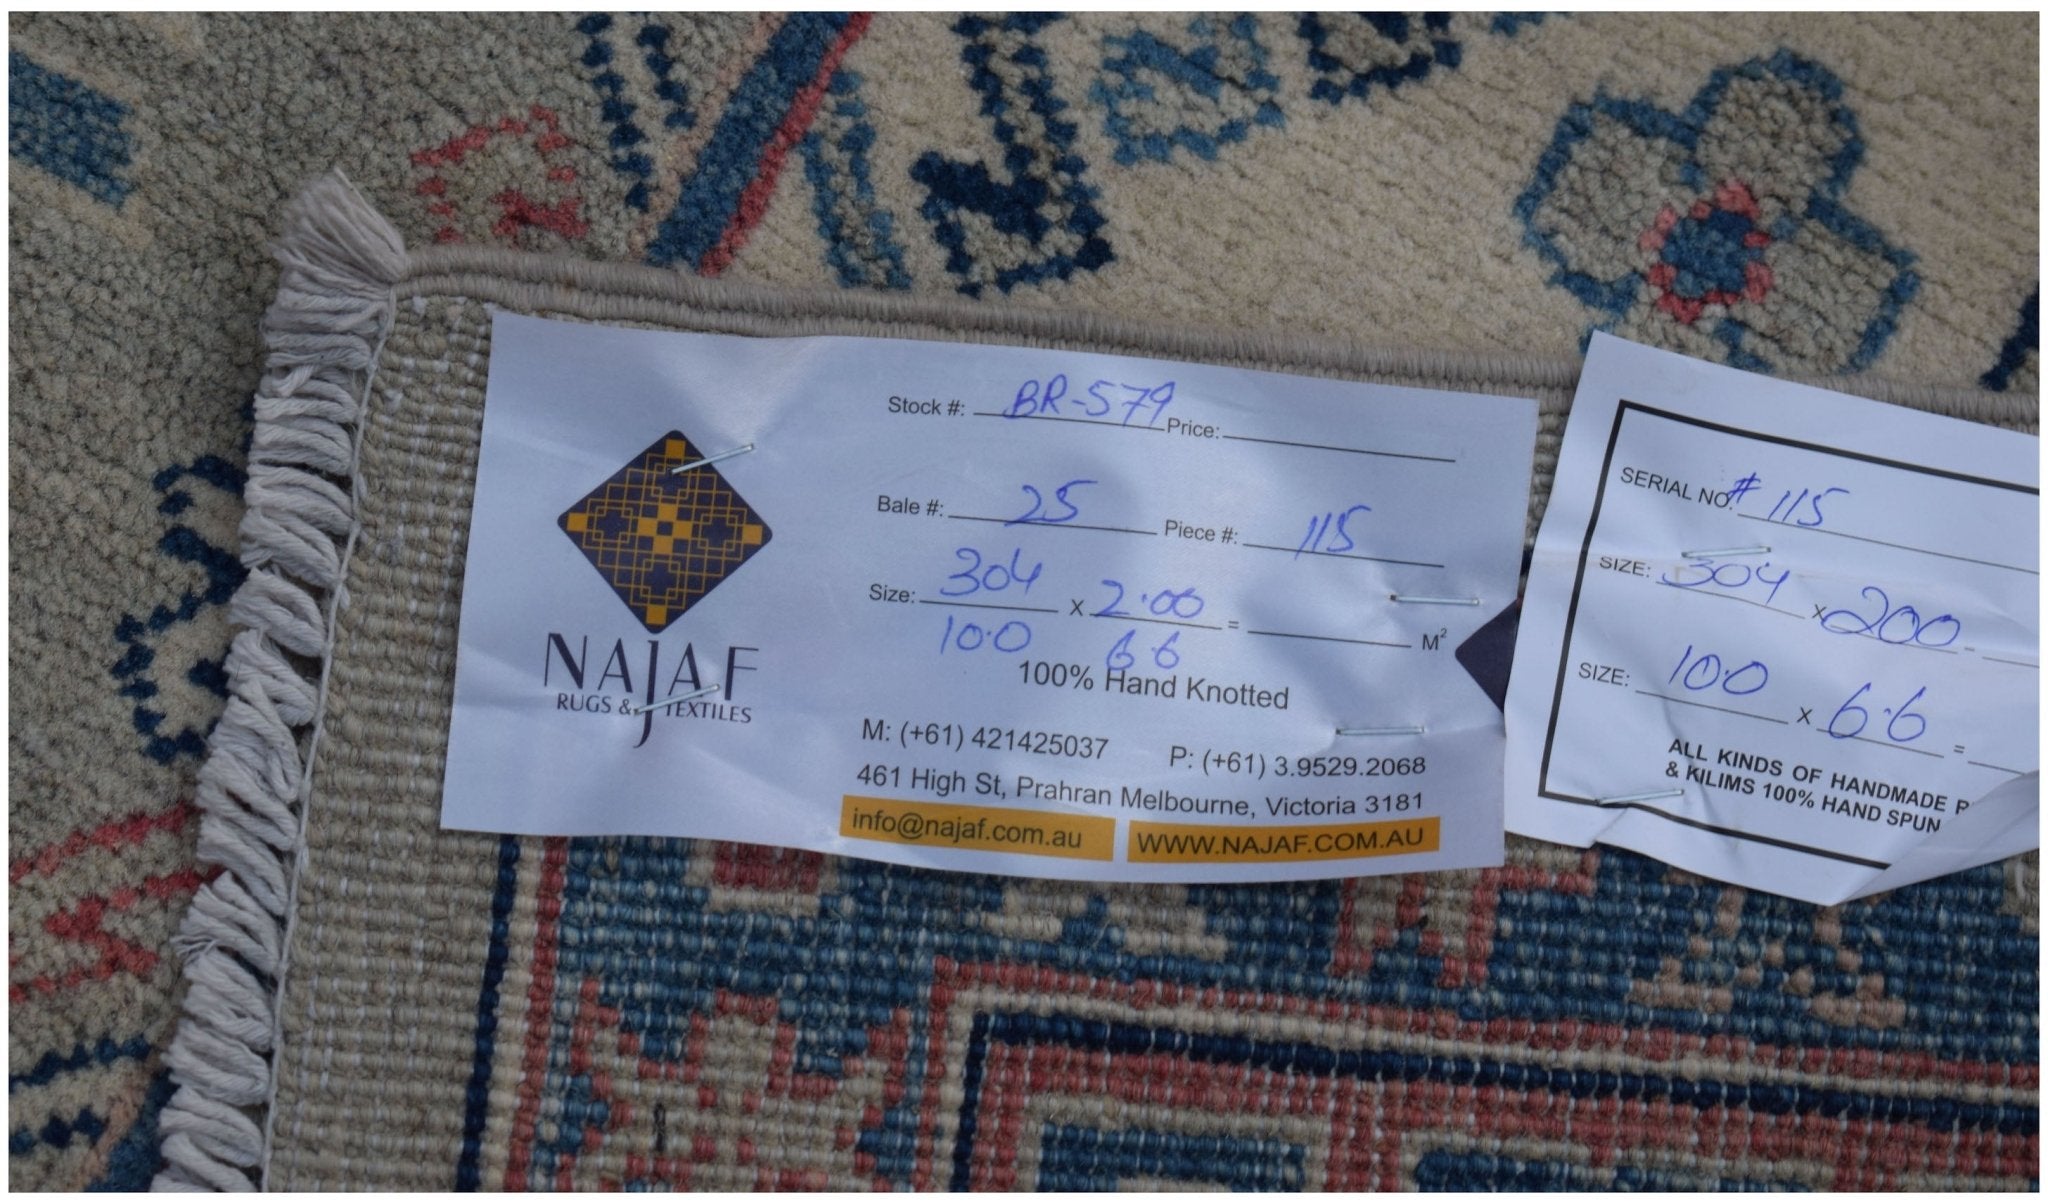 NAJAF
RUGS & TEXTILES
Stock #: BR-579 Price:
Bale #: 25 Piece #: 115
Size: 304 x 2.00 = M²
10.0 6.6
100% Hand Knotted
M: (+61) 421425037 P: (+61) 3.9529.2068
461 High St, Prahran Melbourne, Victoria 3181
info@najaf.com.au WWW.NAJAF.COM.AU
SERIAL NO. # 115
SIZE: 304 x 200
SIZE: 10.0 x 6.6 =
ALL KINDS OF HANDMADE
& KILIMS 100% HAND SPUN